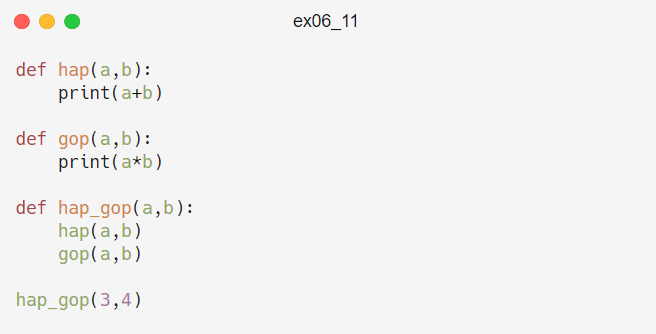 ex06_11
def hap(a,b):
    print(a+b)
def gop(a,b):
    print(a*b)
def hap_gop(a,b):
    hap(a,b)
    gop(a,b)
hap_gop(3,4)